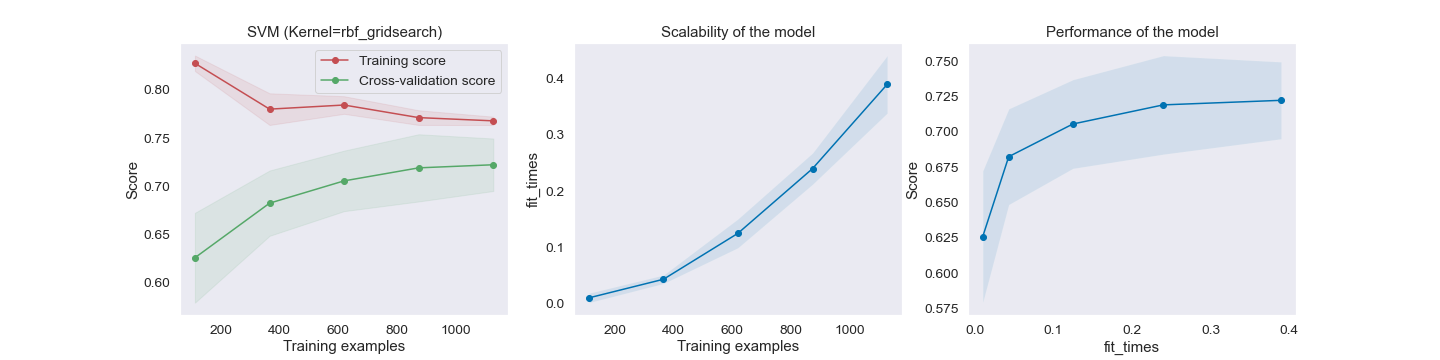 SVM (Kernel=rbf_gridsearch)
Training score
Cross-validation score
Score
0.80
0.75
0.70
0.65
0.60
200 400 600 800 1000
Training examples
Scalability of the model
fit_times
0.4
0.3
0.2
0.1
0.0
200 400 600 800 1000
Training examples
Performance of the model
Score
0.750
0.725
0.700
0.675
0.650
0.625
0.600
0.575
0.0 0.1 0.2 0.3 0.4
fit_times